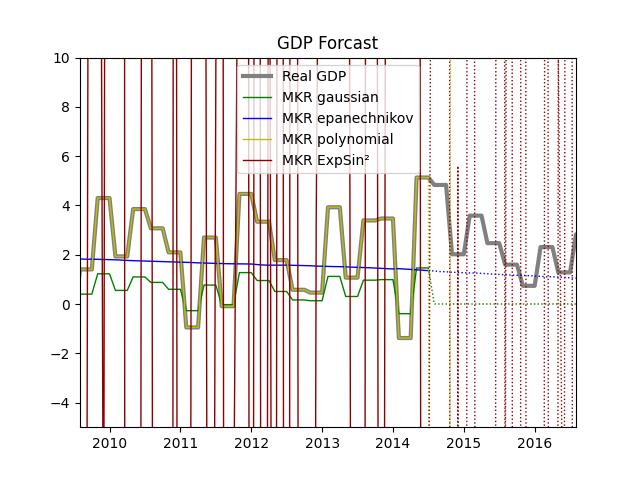 GDP Forcast
10
8
6
4
2
0
−2
−4
Real GDP
MKR gaussian
MKR epanechnikov
MKR polynomial
MKR ExpSin²
2010 2011 2012 2013 2014 2015 2016